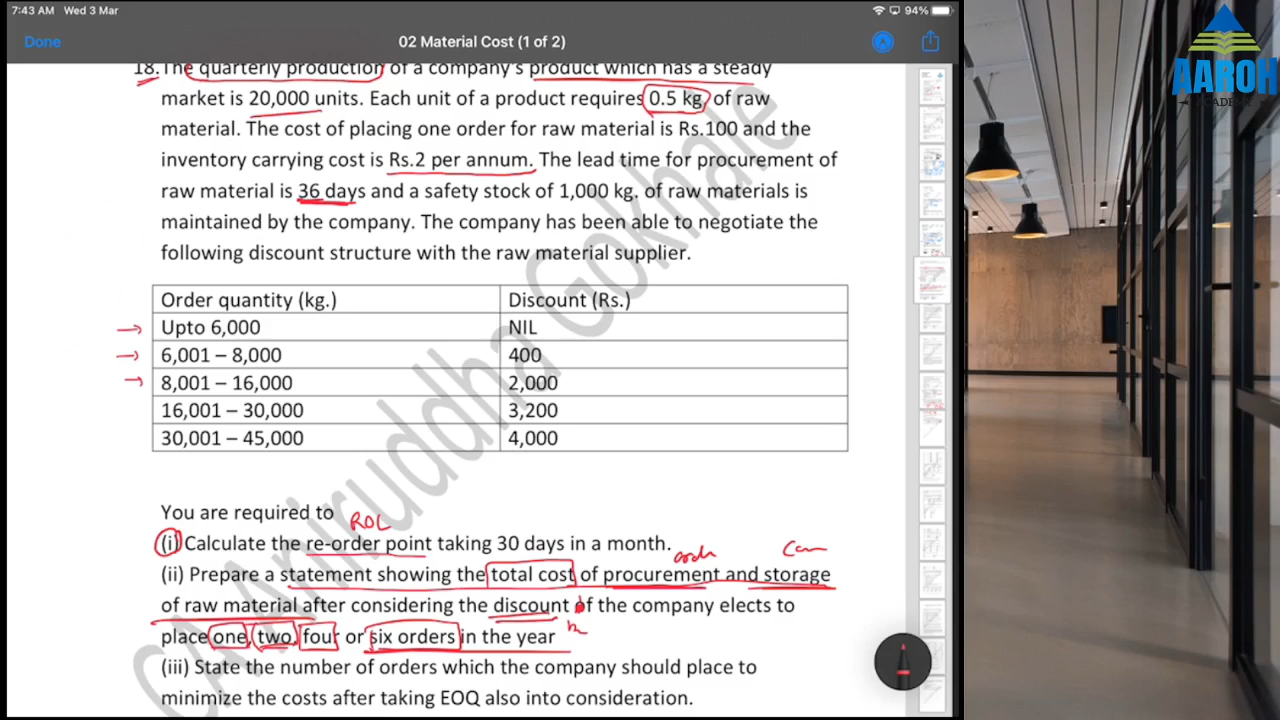 7:43 AM Wed 3 Mar
94%
Done
02 Material Cost (1 of 2)
18. The quarterly production of a company's product which has a steady
market is 20,000 units. Each unit of a product requires 0.5 kg of raw
material. The cost of placing one order for raw material is Rs.100 and the
inventory carrying cost is Rs.2 per annum. The lead time for procurement of
raw material is 36 days and a safety stock of 1,000 kg. of raw materials is
maintained by the company. The company has been able to negotiate the
following discount structure with the raw material supplier.
Order quantity (kg.) Discount (Rs.)
Upto 6,000 NIL
6,001 – 8,000 400
8,001 – 16,000 2,000
16,001 – 30,000 3,200
30,001 – 45,000 4,000
You are required to
ROL
(i) Calculate the re-order point taking 30 days in a month.
(ii) Prepare a statement showing the total cost of procurement and storage
of raw material after considering the discount of the company elects to
place one, two, four or six orders in the year
(iii) State the number of orders which the company should place to
minimize the costs after taking EOQ also into consideration.
CA Aniruddha Gokhale
AAROH